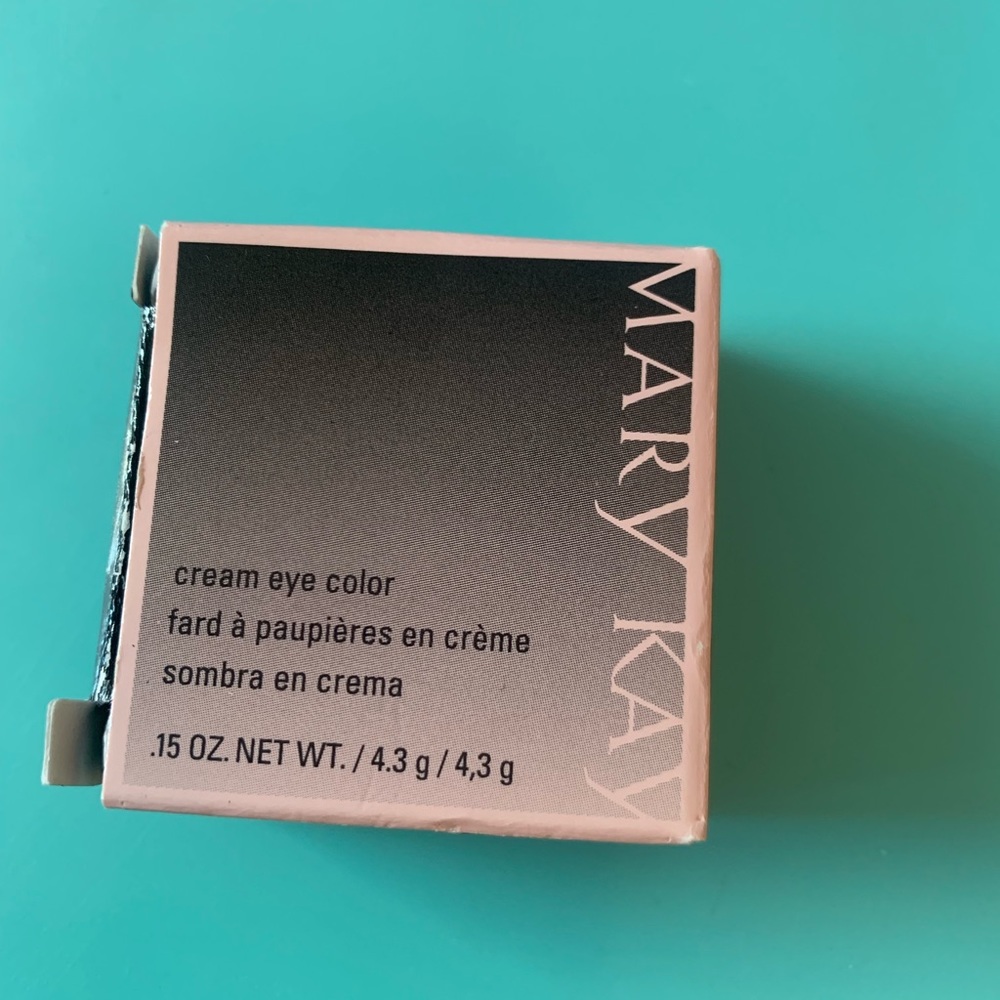 MARY KAY
cream eye color
fard à paupières en crème
sombra en crema
.15 OZ. NET WT. / 4.3 g / 4,3 g